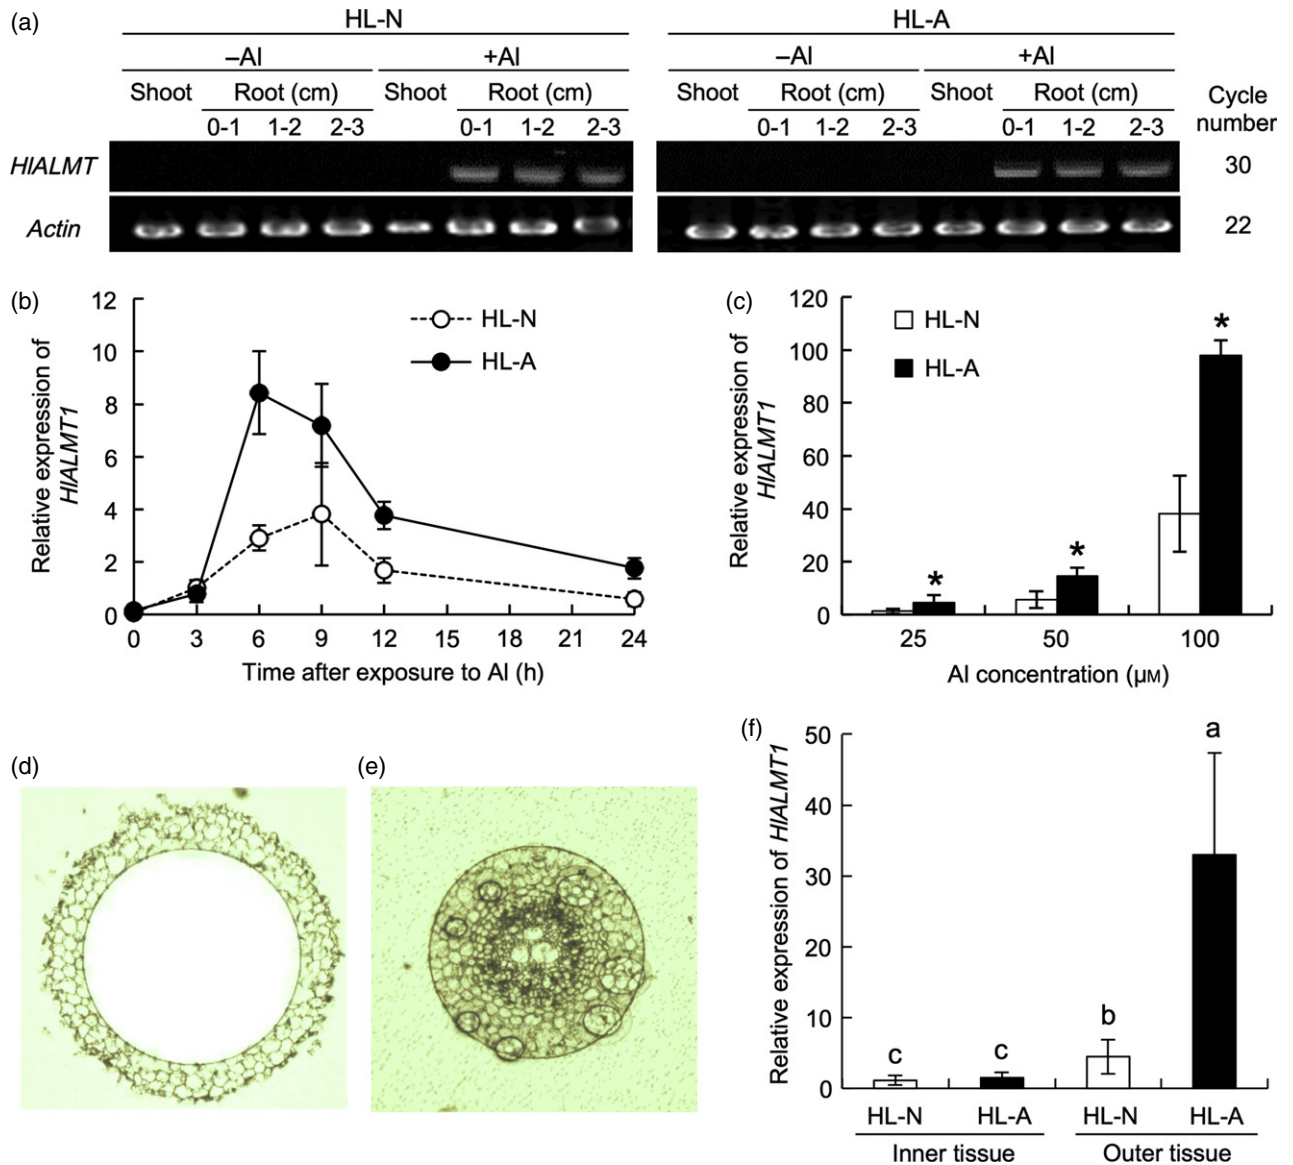 (a)
HL-N
HL-A
–Al
+Al
–Al
+Al
Shoot
Root (cm)
Shoot
Root (cm)
Shoot
Root (cm)
Shoot
Root (cm)
Cycle
number
0-1 1-2 2-3
0-1 1-2 2-3
0-1 1-2 2-3
0-1 1-2 2-3
HlALMT
30
Actin
22
(b)
Relative expression of
HlALMT1
12
10
8
6
4
2
0
HL-N
HL-A
0 3 6 9 12 15 18 21 24
Time after exposure to Al (h)
(c)
Relative expression of
HlALMT1
120
100
80
60
40
20
0
HL-N
HL-A
*
*
*
25 50 100
Al concentration (μM)
(d)
(e)
(f)
Relative expression of HlALMT1
50
40
30
20
10
0
c
c
b
a
HL-N HL-A HL-N HL-A
Inner tissue Outer tissue